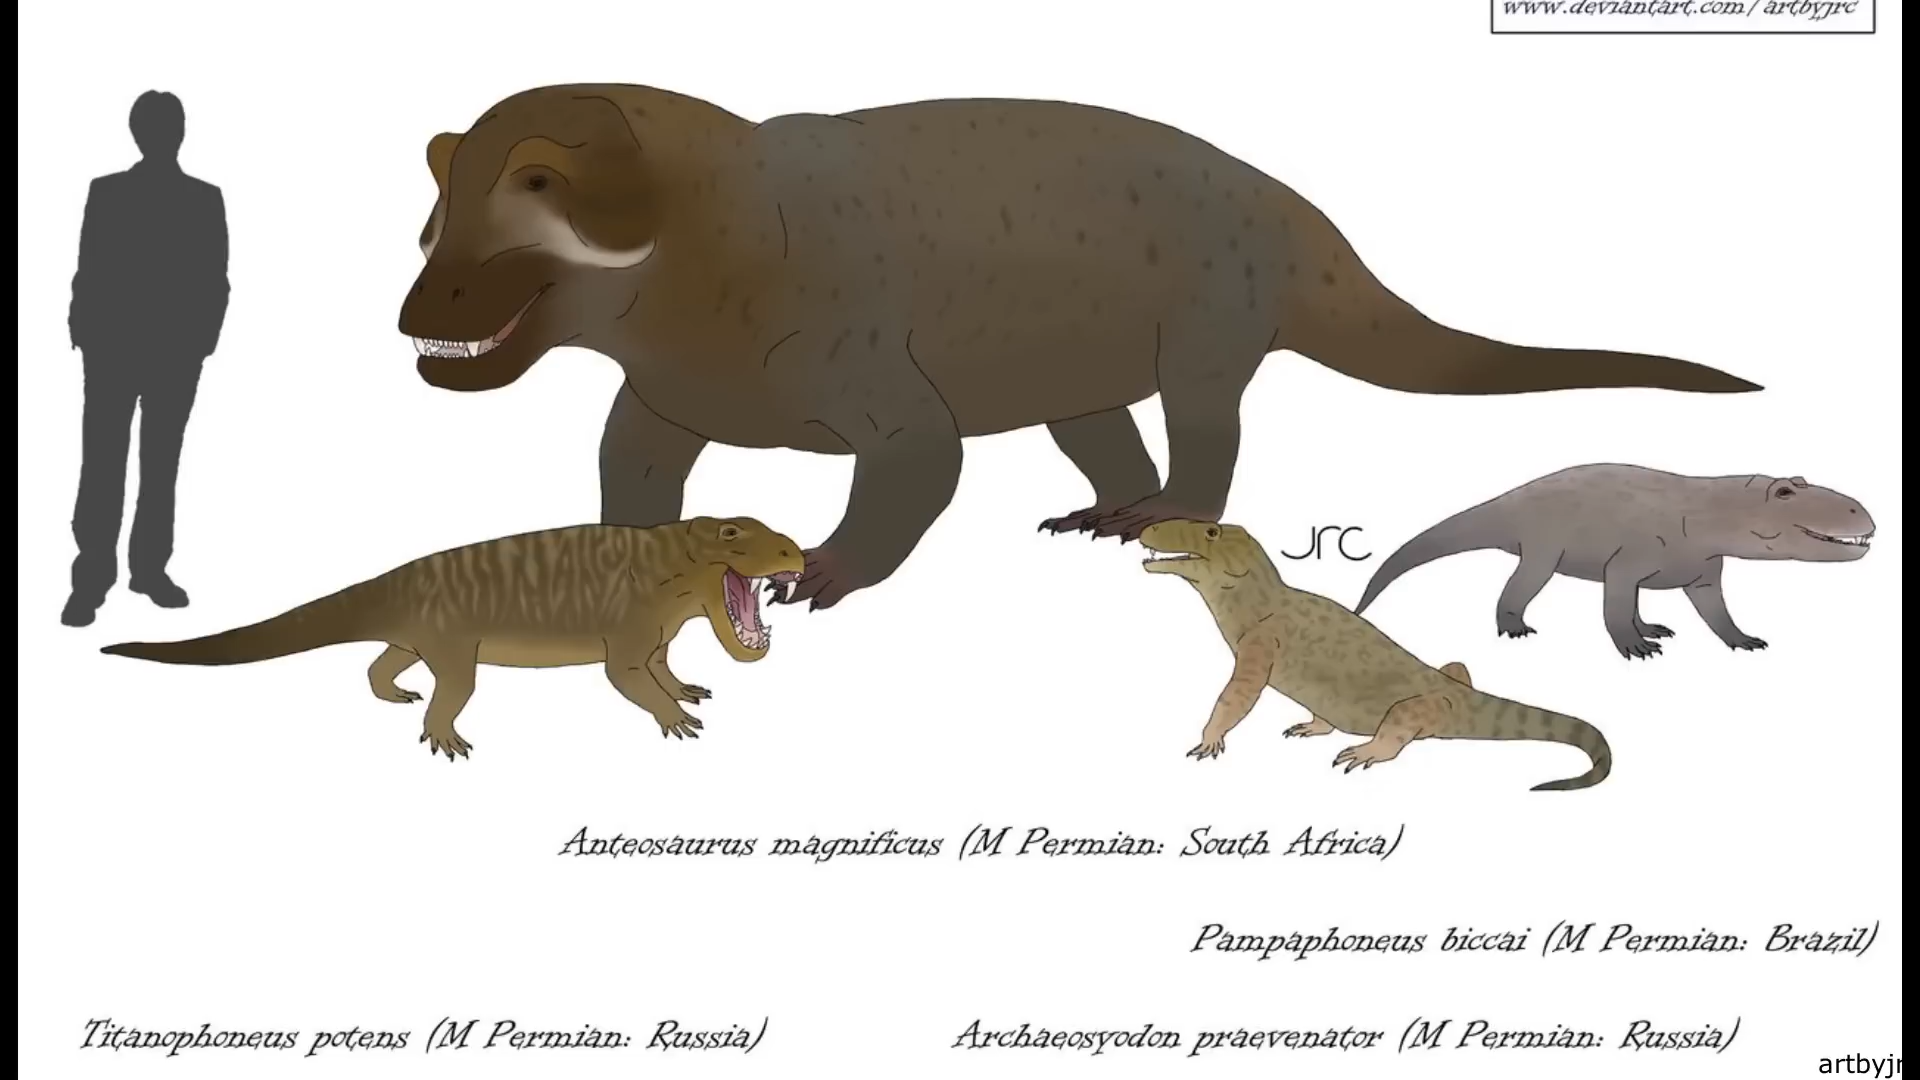 www.deviantart.com/artbyjrc
JrC
Anteosaurus magnificus (M Permian: South Africa)
Pampaphoneus biccai (M Permian: Brazil)
Titanophoneus potens (M Permian: Russia)
Archaeosyodon praevenator (M Permian: Russia)
artbyjr